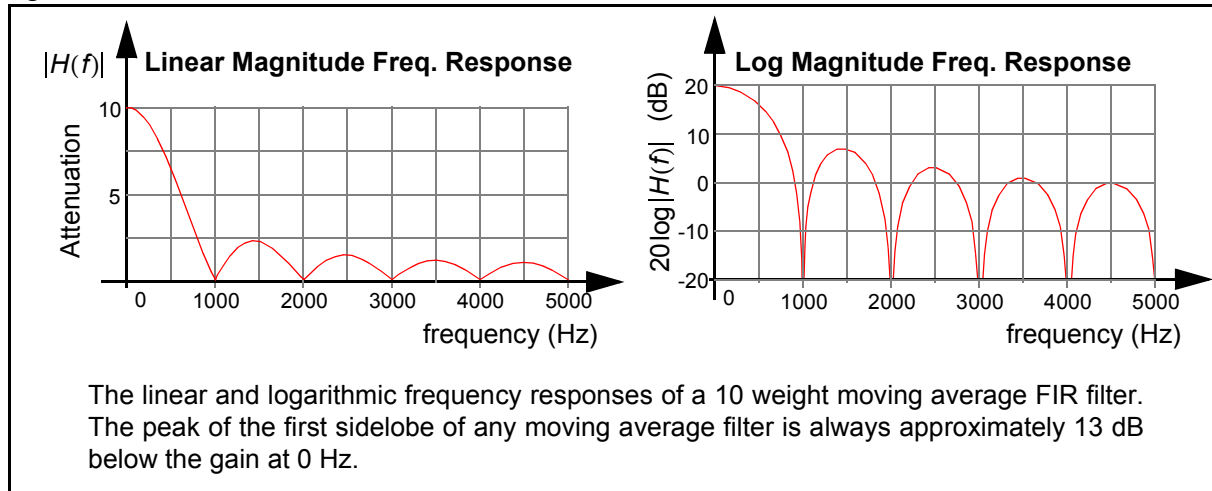 |H(f)|
Linear Magnitude Freq. Response
Attenuation
10
5
0 1000 2000 3000 4000 5000
frequency (Hz)
Log Magnitude Freq. Response
20log|H(f)| (dB)
20
10
0
-10
-20
0 1000 2000 3000 4000 5000
frequency (Hz)
The linear and logarithmic frequency responses of a 10 weight moving average FIR filter.
The peak of the first sidelobe of any moving average filter is always approximately 13 dB
below the gain at 0 Hz.